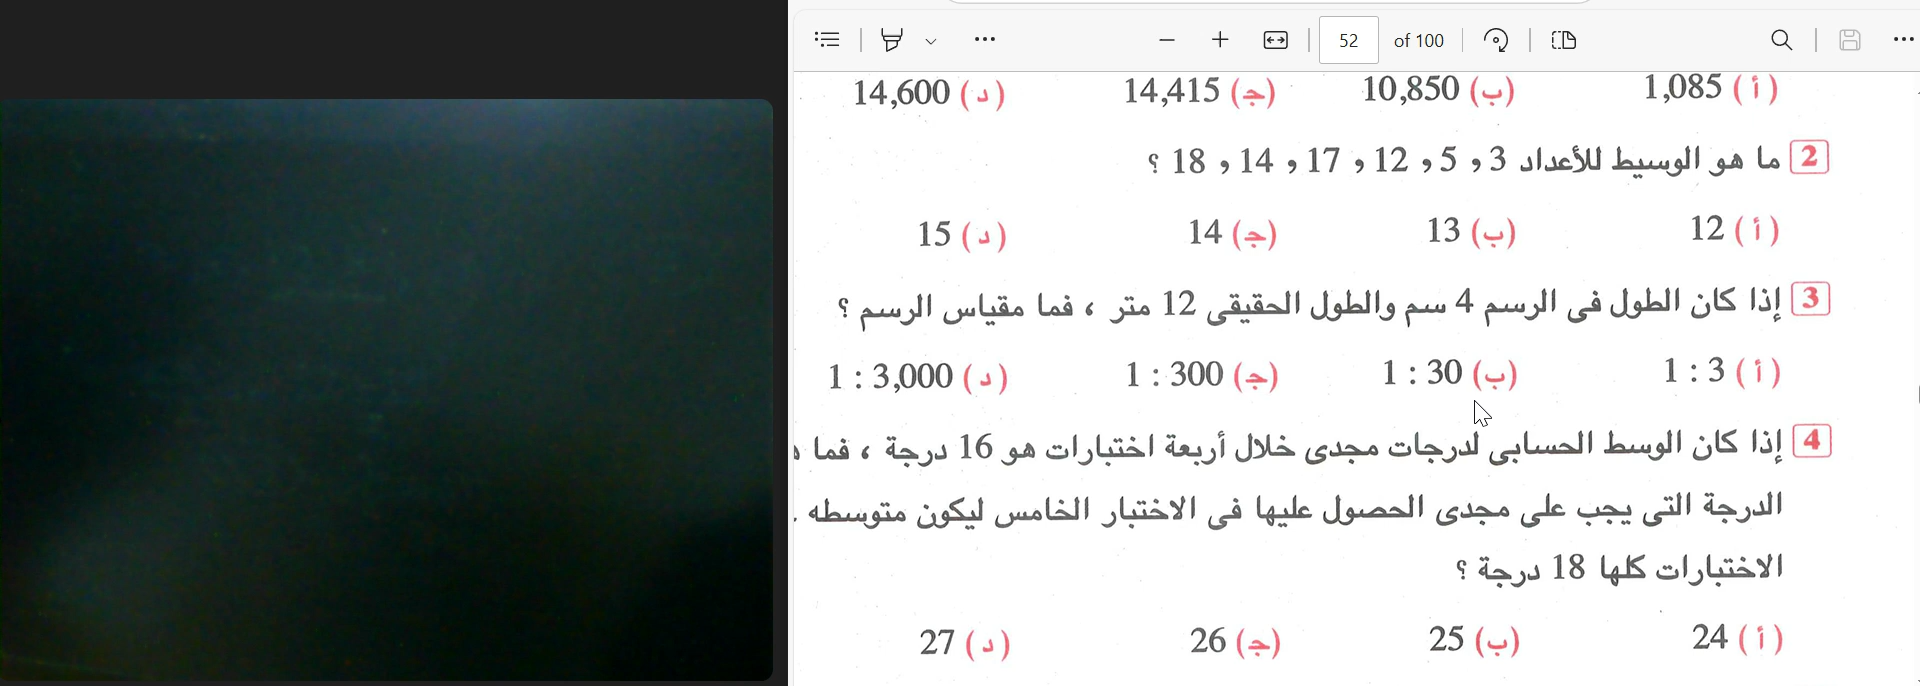 52 of 100
(أ) 1,085 (ب) 10,850 (ج) 14,415 (د) 14,600
2 ما هو الوسيط للأعداد 3 ، 5 ، 12 ، 17 ، 14 ، 18 ؟
(أ) 12 (ب) 13 (ج) 14 (د) 15
3 إذا كان الطول فى الرسم 4 سم والطول الحقيقى 12 متر ، فما مقياس الرسم ؟
(أ) 1 : 3 (ب) 1 : 30 (ج) 1 : 300 (د) 1 : 3,000
4 إذا كان الوسط الحسابى لدرجات مجدى خلال أربعة اختبارات هو 16 درجة ، فما
الدرجة التى يجب على مجدى الحصول عليها فى الاختبار الخامس ليكون متوسطه
الاختبارات كلها 18 درجة ؟
(أ) 24 (ب) 25 (ج) 26 (د) 27